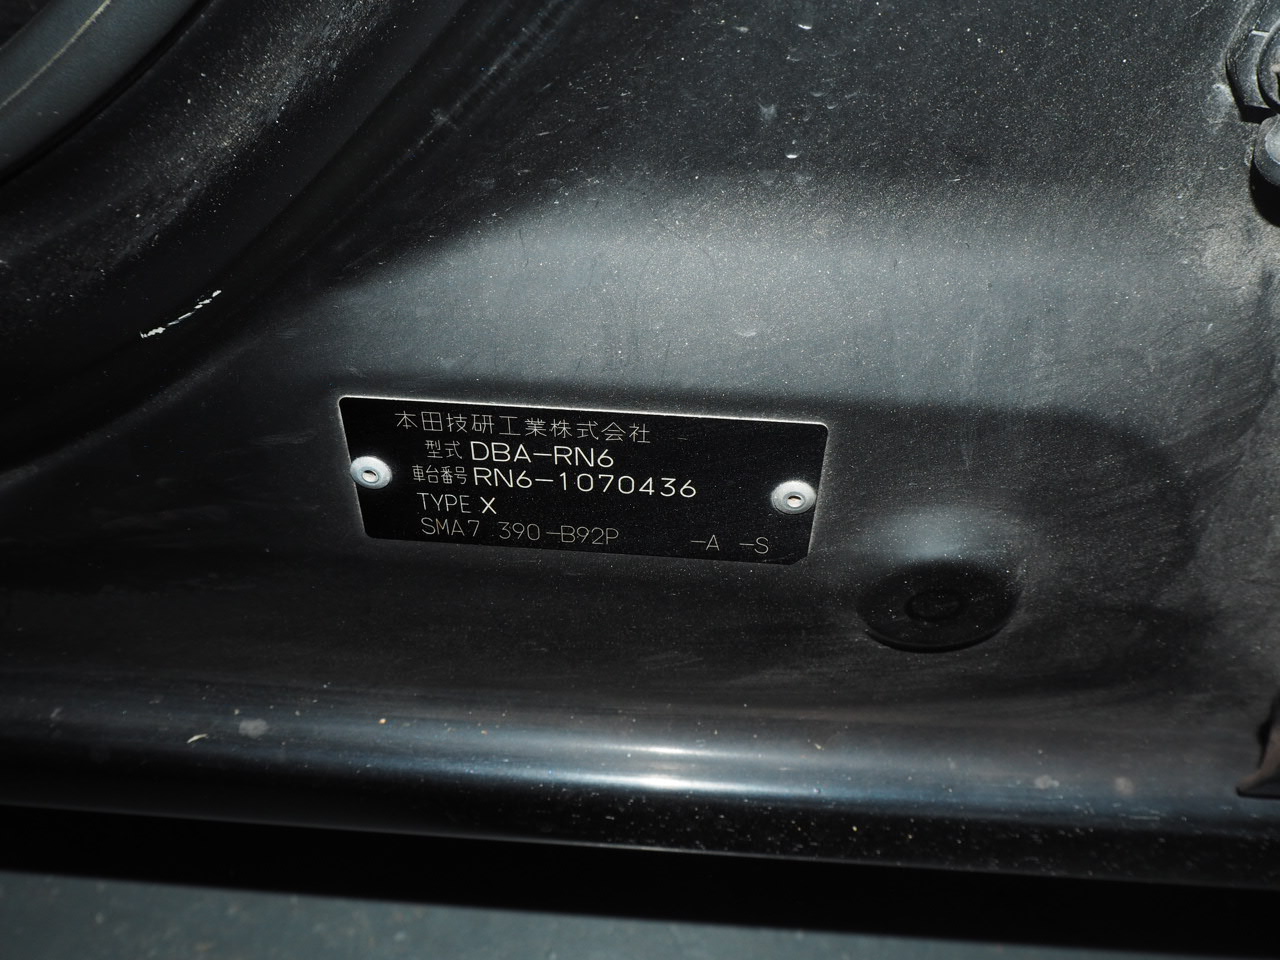 本田技研工業株式会社
型式 DBA-RN6
車台番号 RN6-1070436
TYPE X
SMA7 390-B92P -A -S